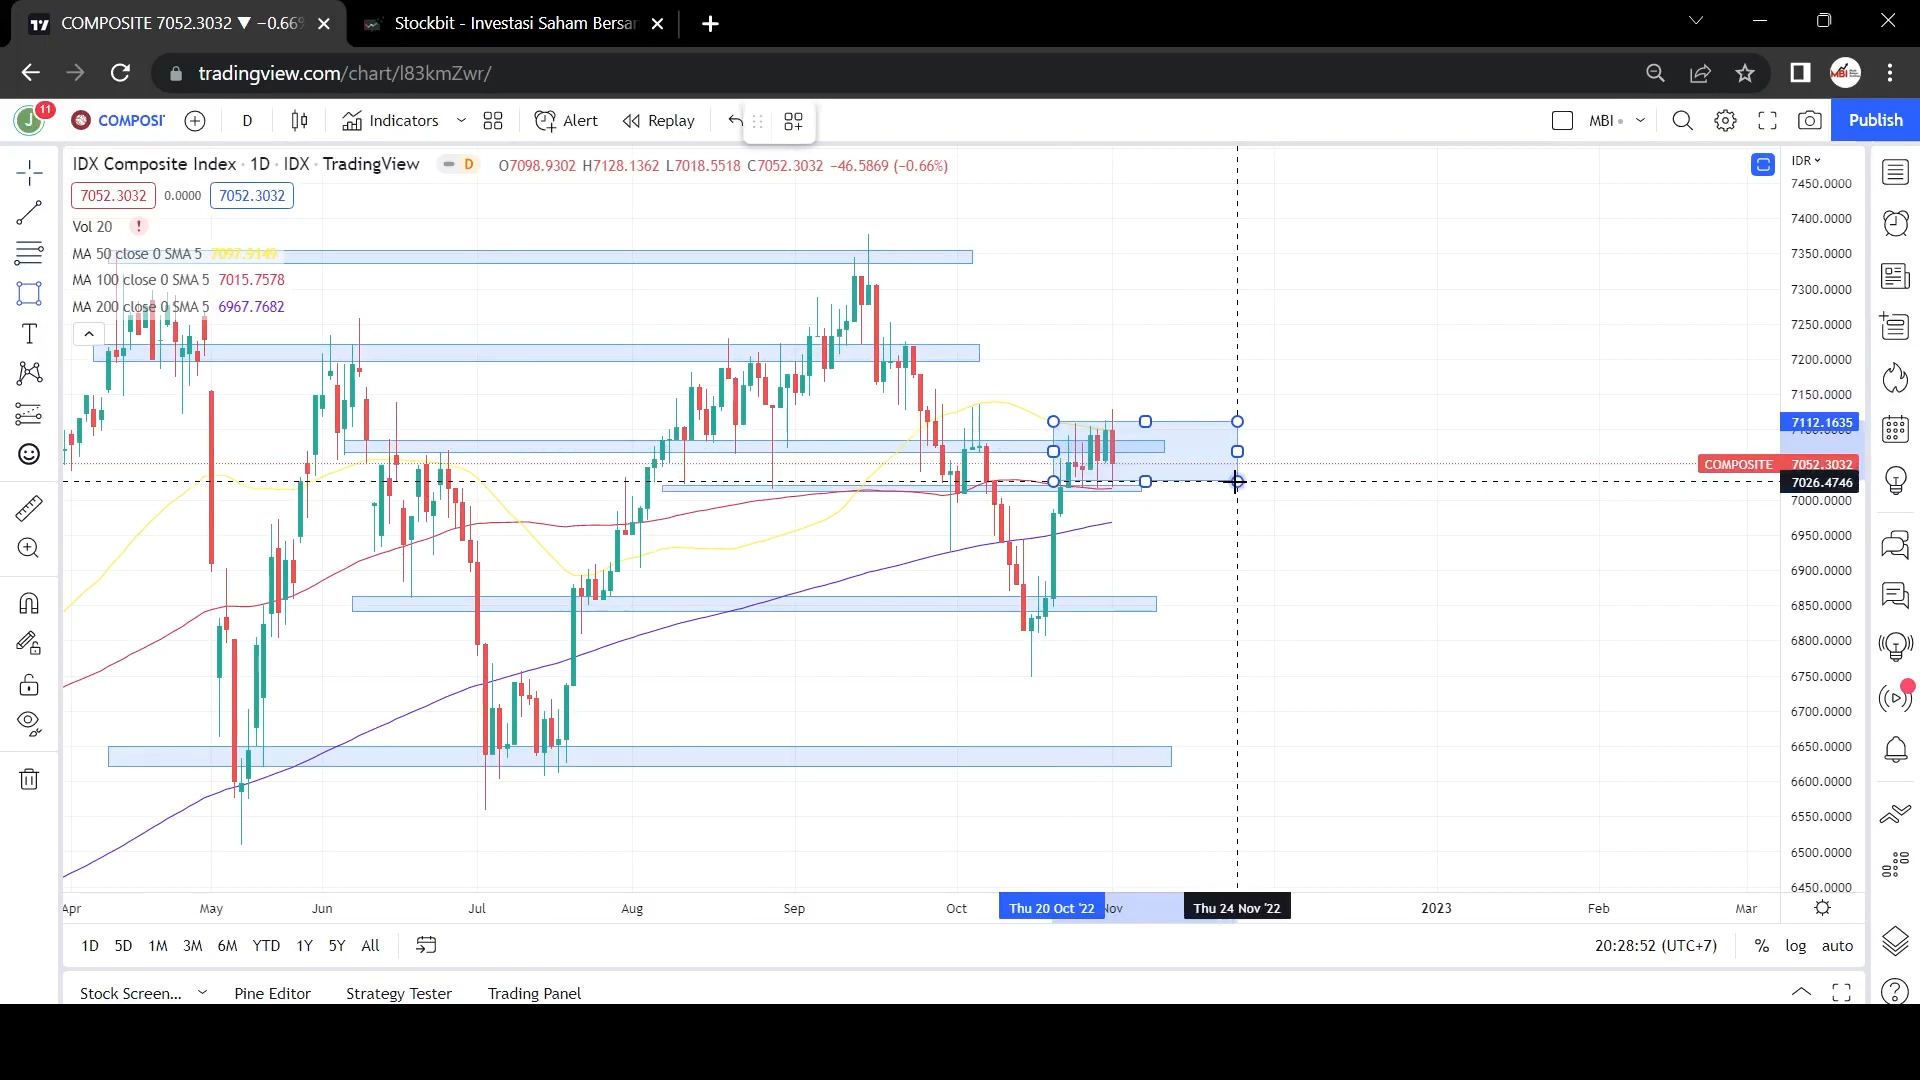 COMPOSITE 7052.3032 ▼ −0.66%
Stockbit - Investasi Saham Bersar
tradingview.com/chart/l83kmZwr/
MBI
J
11
COMPOSIT
D
Indicators
Alert
Replay
MBI
Publish
IDX Composite Index · 1D · IDX · TradingView
D
O7098.9302 H7128.1362 L7018.5518 C7052.3032 −46.5869 (−0.66%)
IDR
7052.3032
0.0000
7052.3032
Vol 20
!
MA 50 close 0 SMA 5 7097.9149
MA 100 close 0 SMA 5 7015.7578
MA 200 close 0 SMA 5 6967.7682
7450.0000
7400.0000
7350.0000
7300.0000
7250.0000
7200.0000
7150.0000
7112.1635
COMPOSITE 7052.3032
7026.4746
7000.0000
6950.0000
6900.0000
6850.0000
6800.0000
6750.0000
6700.0000
6650.0000
6600.0000
6550.0000
6500.0000
6450.0000
Apr May Jun Jul Aug Sep Oct Thu 20 Oct '22 Nov Thu 24 Nov '22 2023 Feb Mar
1D 5D 1M 3M 6M YTD 1Y 5Y All
20:28:52 (UTC+7) % log auto
Stock Screen... Pine Editor Strategy Tester Trading Panel